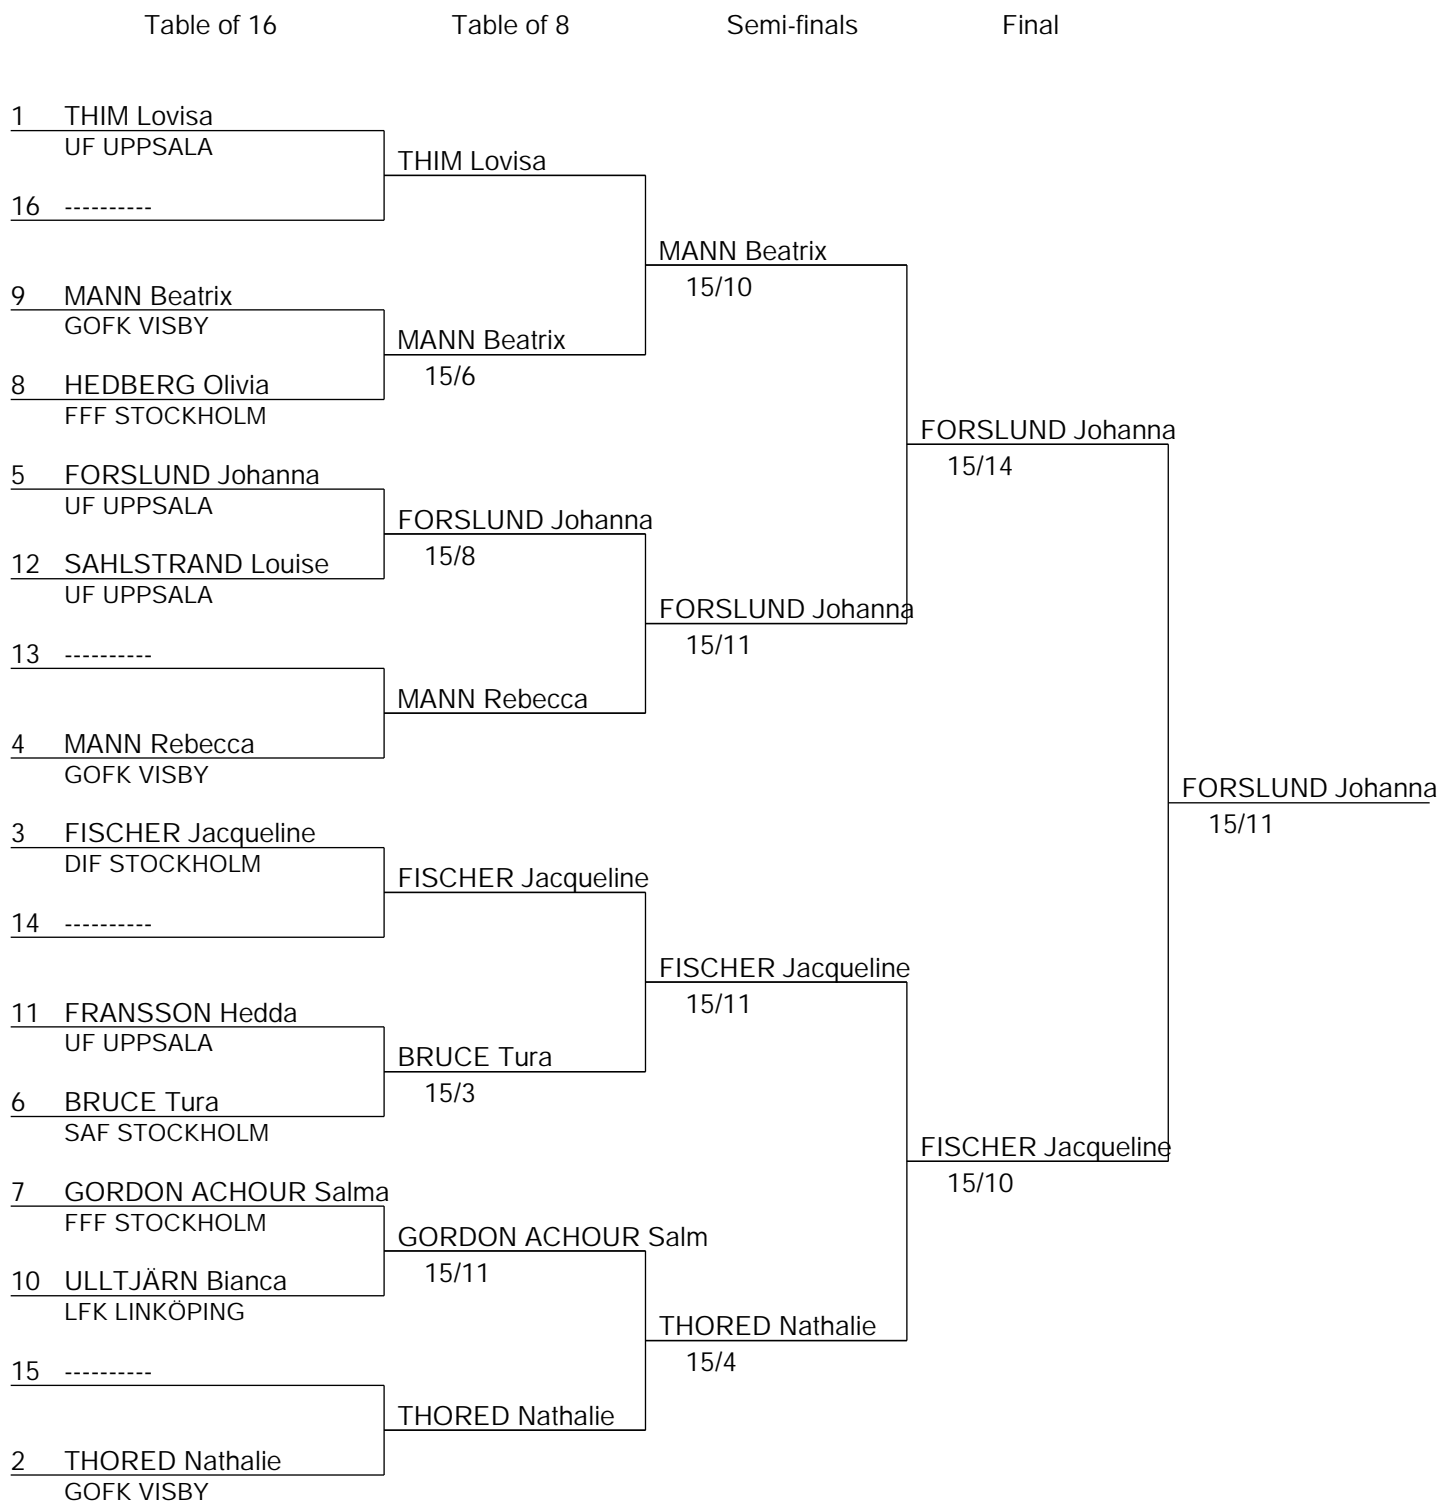 Table of 16 Table of 8 Semi-finals Final
1 THIM Lovisa
UF UPPSALA
THIM Lovisa
16 ----------
MANN Beatrix
15/10
9 MANN Beatrix
GOFK VISBY
MANN Beatrix
15/6
8 HEDBERG Olivia
FFF STOCKHOLM
FORSLUND Johanna
15/14
5 FORSLUND Johanna
UF UPPSALA
FORSLUND Johanna
15/8
12 SAHLSTRAND Louise
UF UPPSALA
FORSLUND Johanna
15/11
13 ----------
MANN Rebecca
4 MANN Rebecca
GOFK VISBY
FORSLUND Johanna
15/11
3 FISCHER Jacqueline
DIF STOCKHOLM
FISCHER Jacqueline
14 ----------
FISCHER Jacqueline
15/11
11 FRANSSON Hedda
UF UPPSALA
BRUCE Tura
15/3
6 BRUCE Tura
SAF STOCKHOLM
FISCHER Jacqueline
15/10
7 GORDON ACHOUR Salma
FFF STOCKHOLM
GORDON ACHOUR Salm
15/11
10 ULLTJÄRN Bianca
LFK LINKÖPING
THORED Nathalie
15/4
15 ----------
THORED Nathalie
2 THORED Nathalie
GOFK VISBY